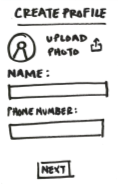 CREATE PROFILE
UPLOAD
PHOTO
NAME:
PHONE NUMBER:
NEXT